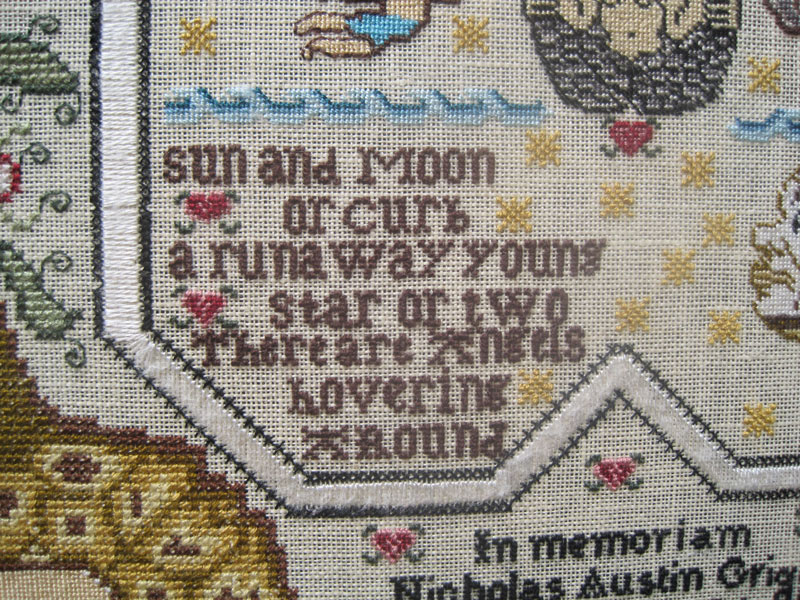 sun and Moon
or curb
a runaway young
star or two
There are Angels
hovering
Around
In memoriam
Nicholas Austin